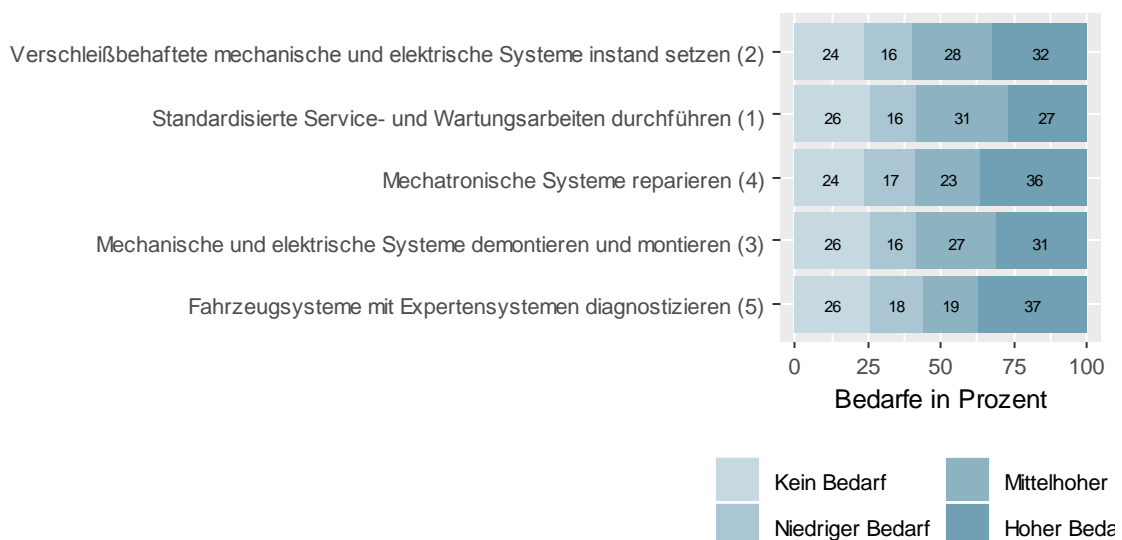 Verschleißbehaftete mechanische und elektrische Systeme instand setzen (2) 24 16 28 32
Standardisierte Service- und Wartungsarbeiten durchführen (1) 26 16 31 27
Mechatronische Systeme reparieren (4) 24 17 23 36
Mechanische und elektrische Systeme demontieren und montieren (3) 26 16 27 31
Fahrzeugsysteme mit Expertensystemen diagnostizieren (5) 26 18 19 37
0 25 50 75 100
Bedarfe in Prozent
Kein Bedarf Mittelhoher
Niedriger Bedarf Hoher Beda